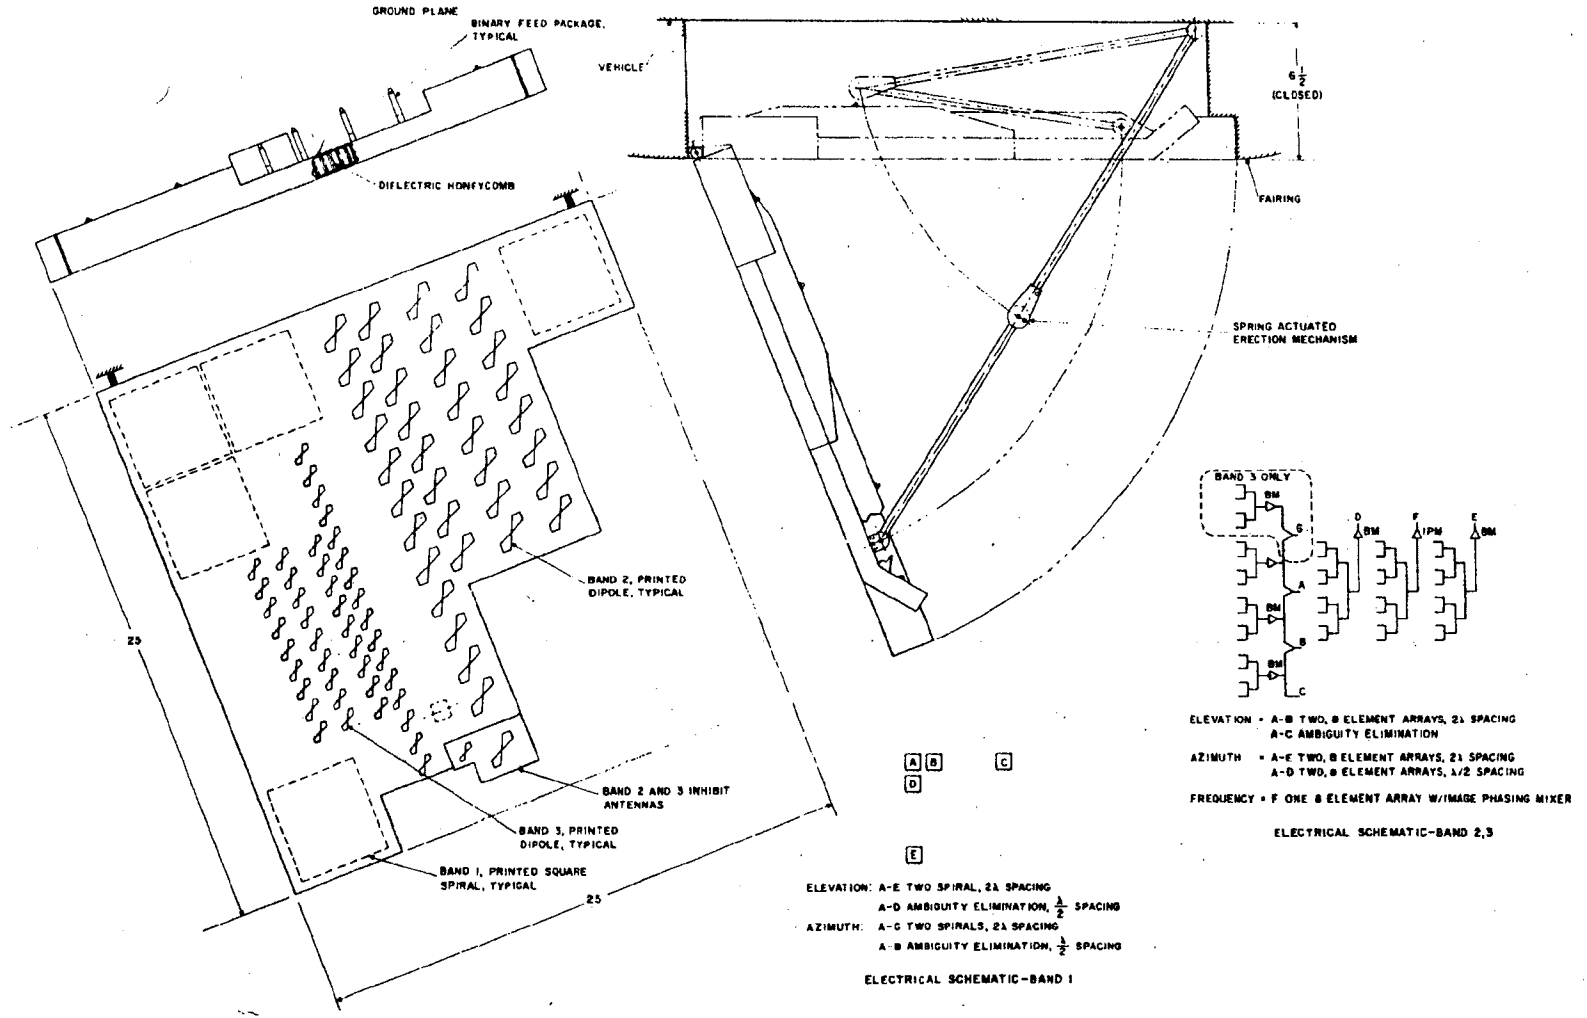 GROUND PLANE
BINARY FEED PACKAGE,
TYPICAL
VEHICLE
6 1/2
(CLOSED)
DIELECTRIC HONEYCOMB
FAIRING
SPRING ACTUATED
ERECTION MECHANISM
BAND 2, PRINTED
DIPOLE, TYPICAL
25
BAND 2 AND 3 INHIBIT
ANTENNAS
BAND 3, PRINTED
DIPOLE, TYPICAL
BAND 1, PRINTED SQUARE
SPIRAL, TYPICAL
25
A B C
D
E
ELEVATION: A-E TWO SPIRAL, 2λ SPACING
A-D AMBIGUITY ELIMINATION, λ/2 SPACING
AZIMUTH: A-C TWO SPIRALS, 2λ SPACING
A-B AMBIGUITY ELIMINATION, λ/2 SPACING
ELECTRICAL SCHEMATIC-BAND 1
BAND 3 ONLY
BM
G
D F E
BM IPM BM
A
BM
B
BM
C
ELEVATION = A-B TWO, 8 ELEMENT ARRAYS, 2λ SPACING
A-C AMBIGUITY ELIMINATION
AZIMUTH = A-E TWO, 8 ELEMENT ARRAYS, 2λ SPACING
A-D TWO, 8 ELEMENT ARRAYS, λ/2 SPACING
FREQUENCY = F ONE 8 ELEMENT ARRAY W/IMAGE PHASING MIXER
ELECTRICAL SCHEMATIC-BAND 2,3